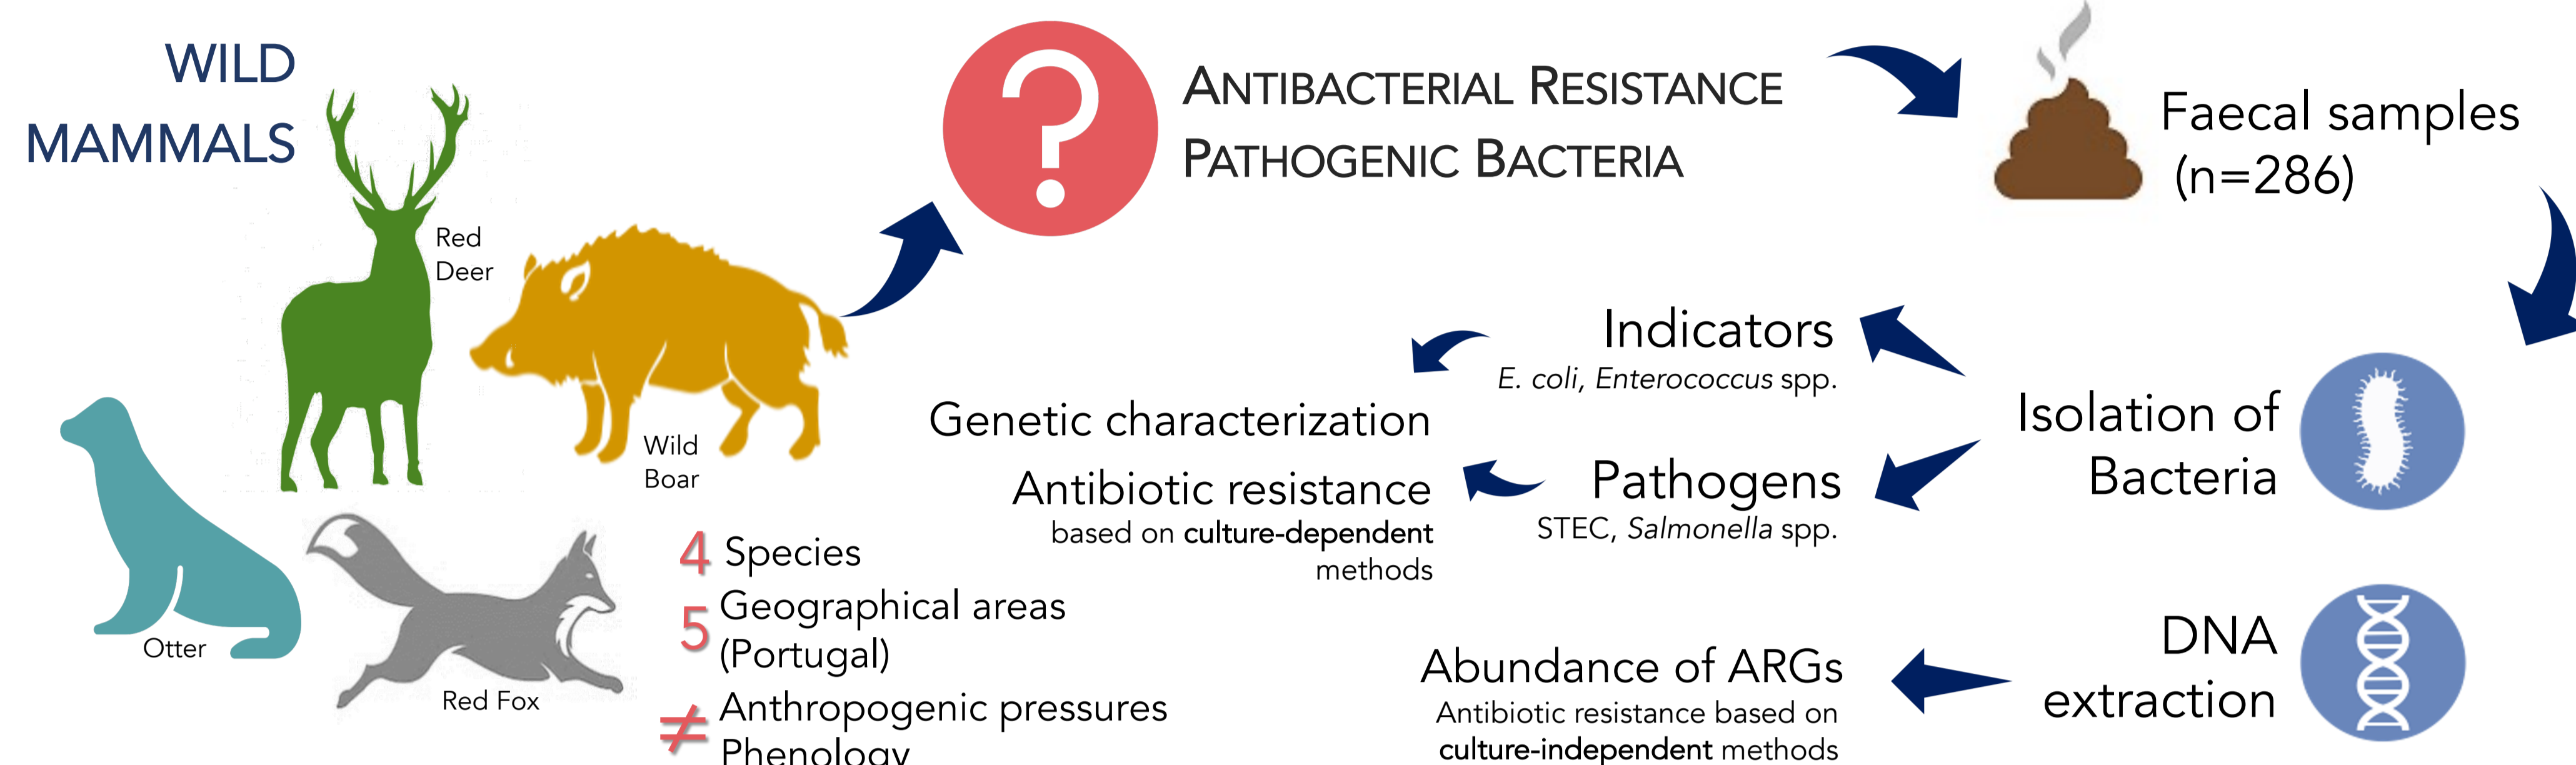 WILD
MAMMALS
Red
Deer
Wild
Boar
Otter
Red Fox
4 Species
5 Geographical areas
(Portugal)
≠ Anthropogenic pressures
Phenology
?
ANTIBACTERIAL RESISTANCE
PATHOGENIC BACTERIA
Faecal samples
(n=286)
Isolation of
Bacteria
Indicators
E. coli, Enterococcus spp.
Pathogens
STEC, Salmonella spp.
Genetic characterization
Antibiotic resistance
based on culture-dependent
methods
DNA
extraction
Abundance of ARGs
Antibiotic resistance based on
culture-independent methods